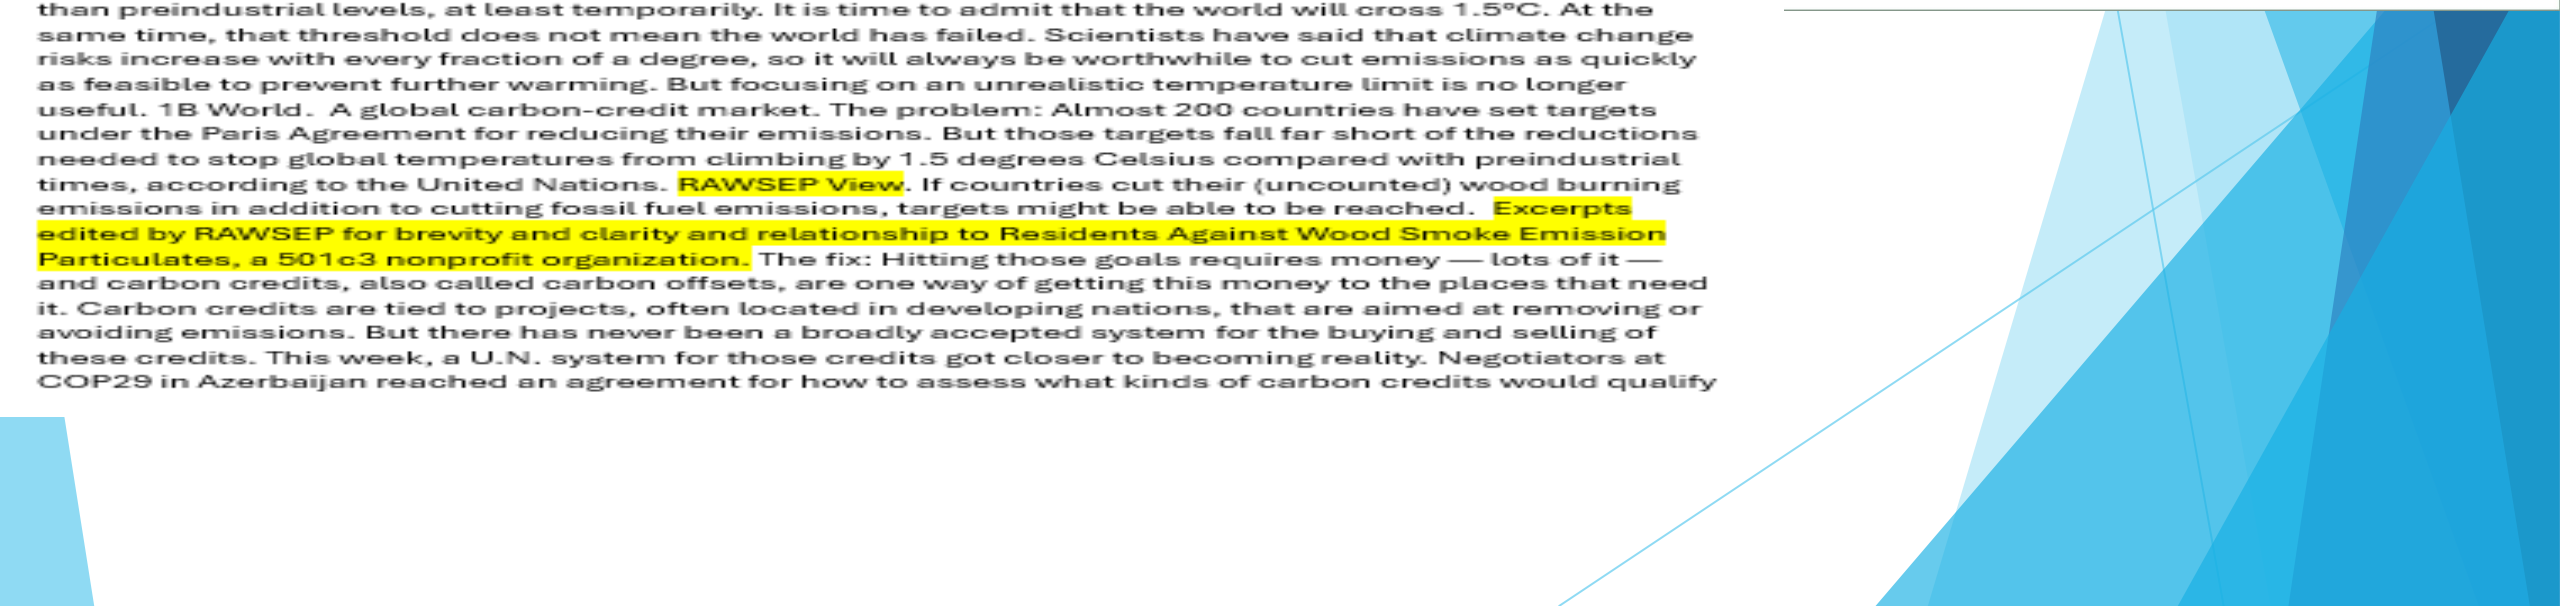 than preindustrial levels, at least temporarily. It is time to admit that the world will cross 1.5°C. At the
same time, that threshold does not mean the world has failed. Scientists have said that climate change
risks increase with every fraction of a degree, so it will always be worthwhile to cut emissions as quickly
as feasible to prevent further warming. But focusing on an unrealistic temperature limit is no longer
useful. 1B World.  A global carbon-credit market. The problem: Almost 200 countries have set targets
under the Paris Agreement for reducing their emissions. But those targets fall far short of the reductions
needed to stop global temperatures from climbing by 1.5 degrees Celsius compared with preindustrial
times, according to the United Nations. RAWSEP View. If countries cut their (uncounted) wood burning
emissions in addition to cutting fossil fuel emissions, targets might be able to be reached.  Excerpts
edited by RAWSEP for brevity and clarity and relationship to Residents Against Wood Smoke Emission
Particulates, a 501c3 nonprofit organization. The fix: Hitting those goals requires money — lots of it —
and carbon credits, also called carbon offsets, are one way of getting this money to the places that need
it. Carbon credits are tied to projects, often located in developing nations, that are aimed at removing or
avoiding emissions. But there has never been a broadly accepted system for the buying and selling of
these credits. This week, a U.N. system for those credits got closer to becoming reality. Negotiators at
COP29 in Azerbaijan reached an agreement for how to assess what kinds of carbon credits would qualify